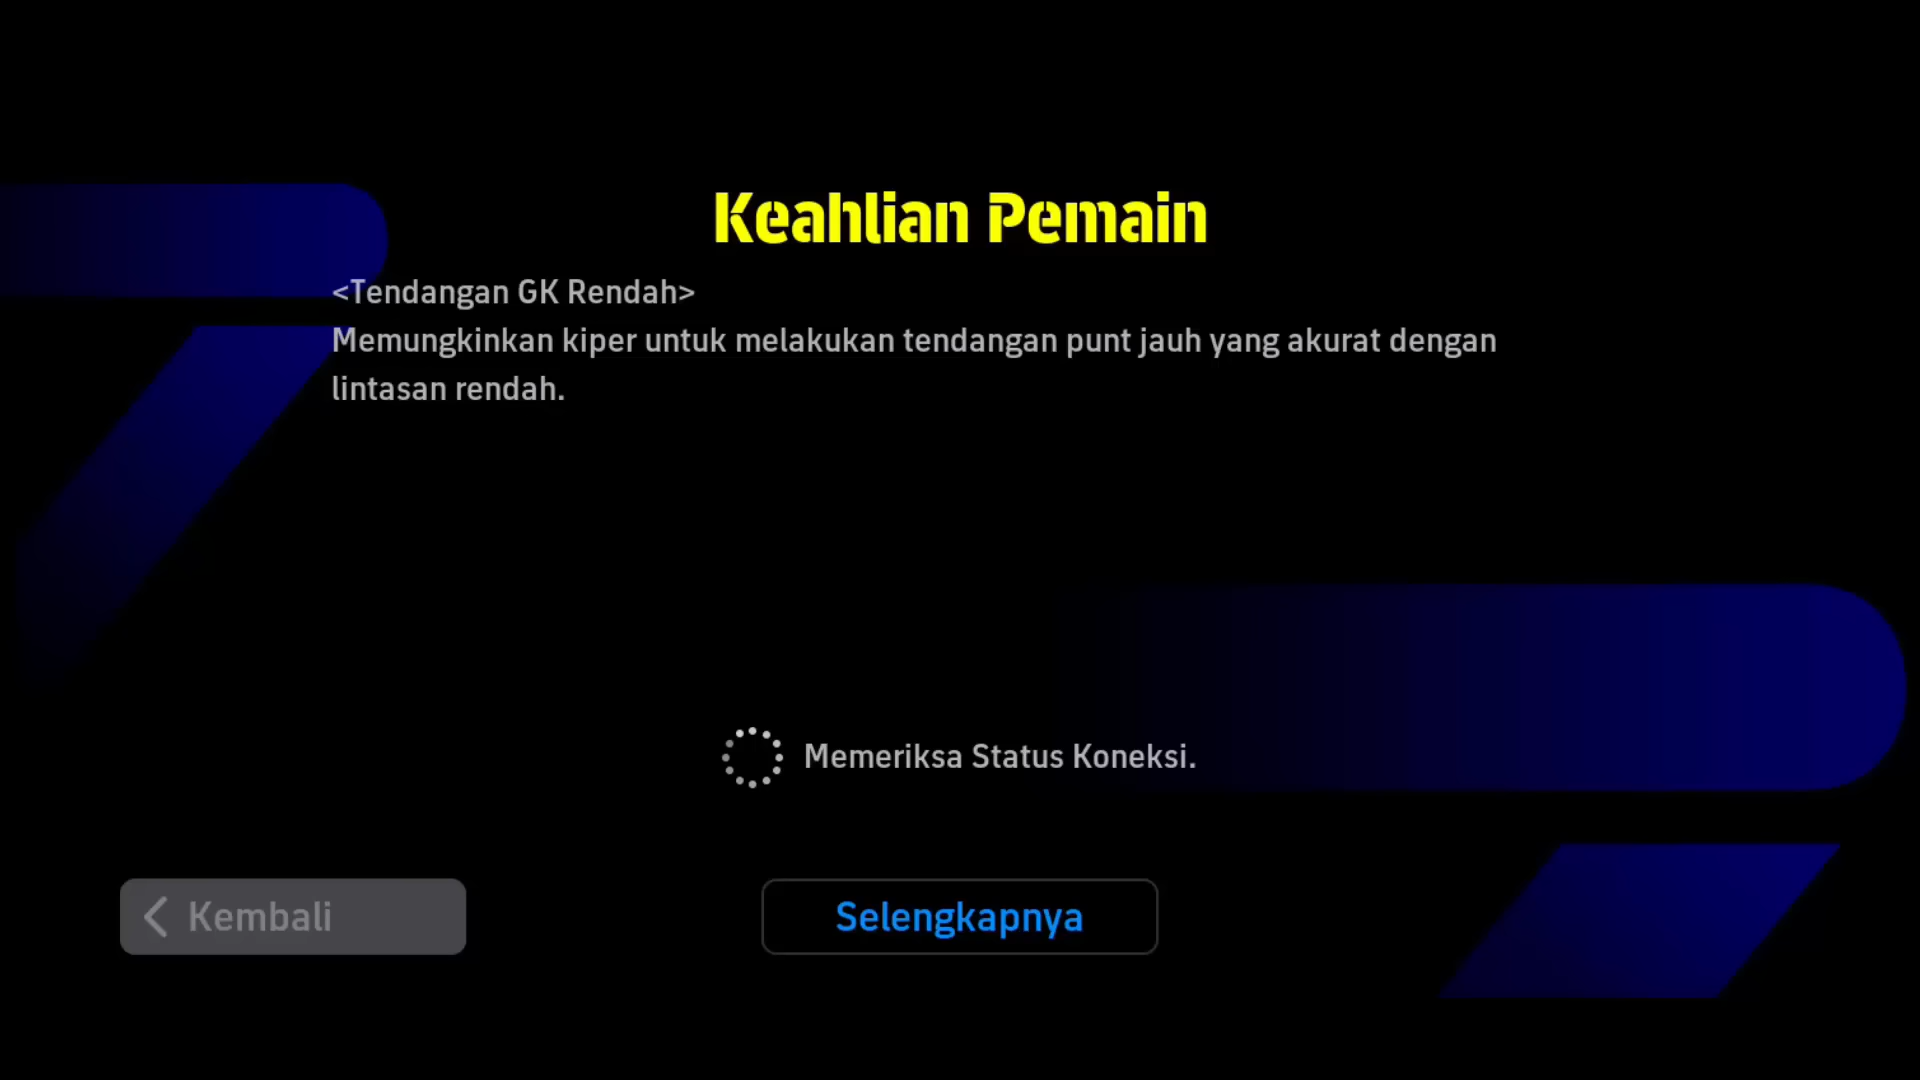 Keahlian Pemain
<Tendangan GK Rendah>
Memungkinkan kiper untuk melakukan tendangan punt jauh yang akurat dengan
lintasan rendah.
Memeriksa Status Koneksi.
Kembali
Selengkapnya